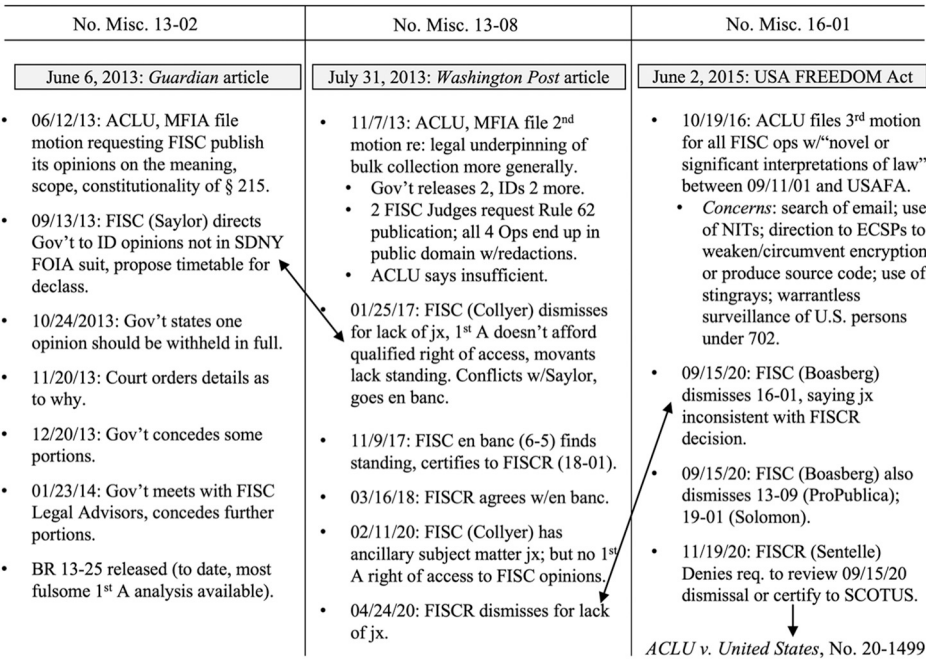 No. Misc. 13-02
June 6, 2013: Guardian article
• 06/12/13: ACLU, MFIA file
motion requesting FISC publish
its opinions on the meaning,
scope, constitutionality of § 215.
• 09/13/13: FISC (Saylor) directs
Gov't to ID opinions not in SDNY
FOIA suit, propose timetable for
declass.
• 10/24/2013: Gov't states one
opinion should be withheld in full.
• 11/20/13: Court orders details as
to why.
• 12/20/13: Gov't concedes some
portions.
• 01/23/14: Gov't meets with FISC
Legal Advisors, concedes further
portions.
• BR 13-25 released (to date, most
fulsome 1st A analysis available).
No. Misc. 13-08
July 31, 2013: Washington Post article
• 11/7/13: ACLU, MFIA file 2nd
motion re: legal underpinning of
bulk collection more generally.
• Gov't releases 2, IDs 2 more.
• 2 FISC Judges request Rule 62
publication; all 4 Ops end up in
public domain w/redactions.
• ACLU says insufficient.
• 01/25/17: FISC (Collyer) dismisses
for lack of jx, 1st A doesn't afford
qualified right of access, movants
lack standing. Conflicts w/Saylor,
goes en banc.
• 11/9/17: FISC en banc (6-5) finds
standing, certifies to FISCR (18-01).
• 03/16/18: FISCR agrees w/en banc.
• 02/11/20: FISC (Collyer) has
ancillary subject matter jx; but no 1st
A right of access to FISC opinions.
• 04/24/20: FISCR dismisses for lack
of jx.
No. Misc. 16-01
June 2, 2015: USA FREEDOM Act
• 10/19/16: ACLU files 3rd motion
for all FISC ops w/"novel or
significant interpretations of law"
between 09/11/01 and USAFA.
• Concerns: search of email; use
of NITs; direction to ECSPs to
weaken/circumvent encryption
or produce source code; use of
stingrays; warrantless
surveillance of U.S. persons
under 702.
• 09/15/20: FISC (Boasberg)
dismisses 16-01, saying jx
inconsistent with FISCR
decision.
• 09/15/20: FISC (Boasberg) also
dismisses 13-09 (ProPublica);
19-01 (Solomon).
• 11/19/20: FISCR (Sentelle)
Denies req. to review 09/15/20
dismissal or certify to SCOTUS.
ACLU v. United States, No. 20-1499